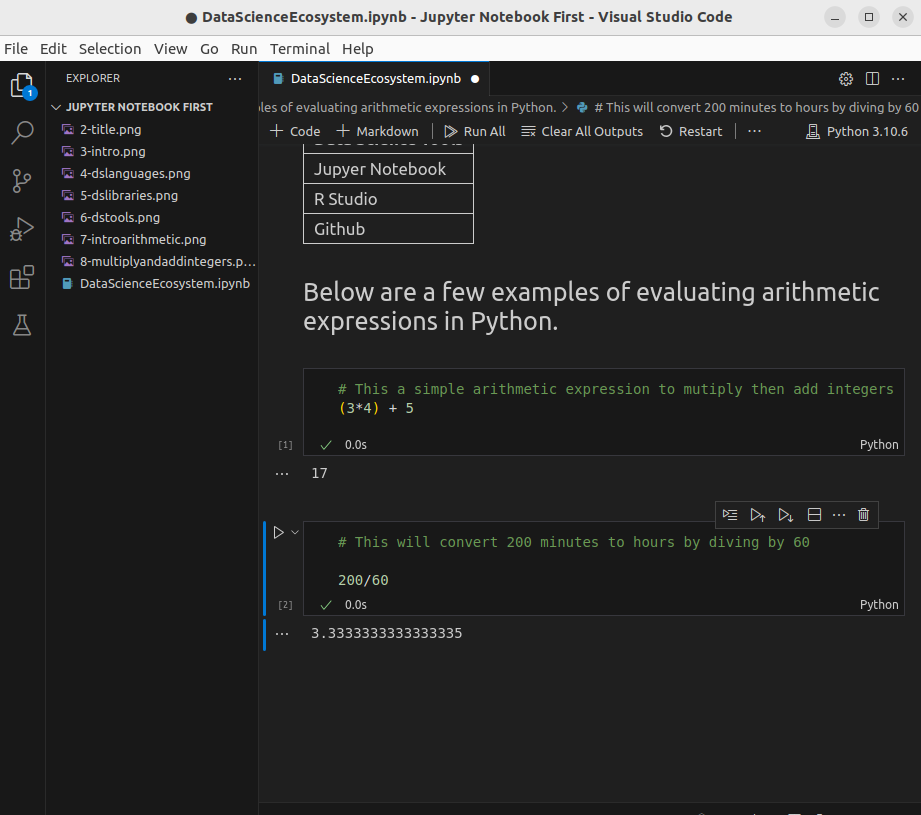 ● DataScienceEcosystem.ipynb - Jupyter Notebook First - Visual Studio Code
File Edit Selection View Go Run Terminal Help
EXPLORER
JUPYTER NOTEBOOK FIRST
2-title.png
3-intro.png
4-dslanguages.png
5-dslibraries.png
6-dstools.png
7-introarithmetic.png
8-multiplyandaddintegers.p...
DataScienceEcosystem.ipynb
1
DataScienceEcosystem.ipynb ●
les of evaluating arithmetic expressions in Python. > # This will convert 200 minutes to hours by diving by 60
+ Code + Markdown Run All Clear All Outputs Restart ... Python 3.10.6
Data Science Tools
Jupyer Notebook
R Studio
Github
Below are a few examples of evaluating arithmetic
expressions in Python.
# This a simple arithmetic expression to mutiply then add integers
(3*4) + 5
[1] ✓ 0.0s Python
... 17
# This will convert 200 minutes to hours by diving by 60
200/60
[2] ✓ 0.0s Python
... 3.3333333333333335